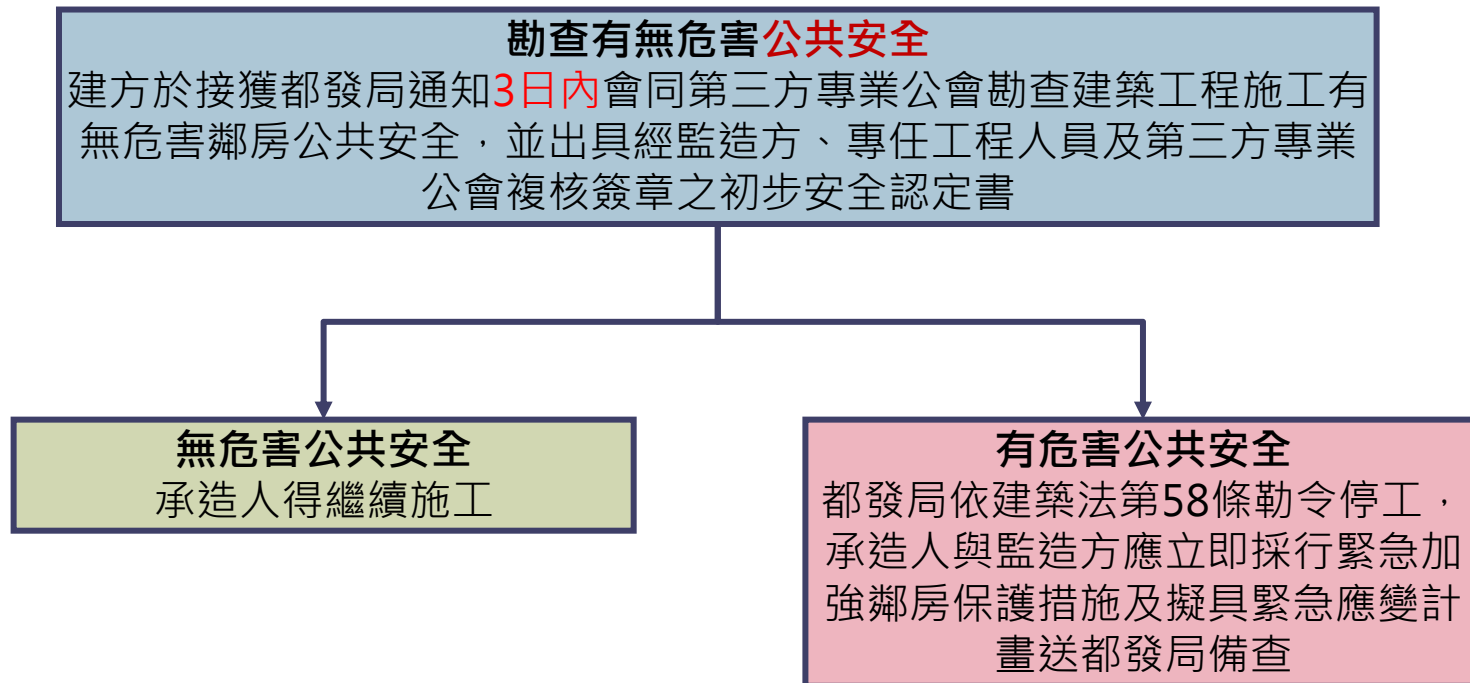 勘查有無危害公共安全
建方於接獲都發局通知3日內會同第三方專業公會勘查建築工程施工有
無危害鄰房公共安全，並出具經監造方、專任工程人員及第三方專業
公會複核簽章之初步安全認定書
無危害公共安全
承造人得繼續施工
有危害公共安全
都發局依建築法第58條勒令停工，
承造人與監造方應立即採行緊急加
強鄰房保護措施及擬具緊急應變計
畫送都發局備查